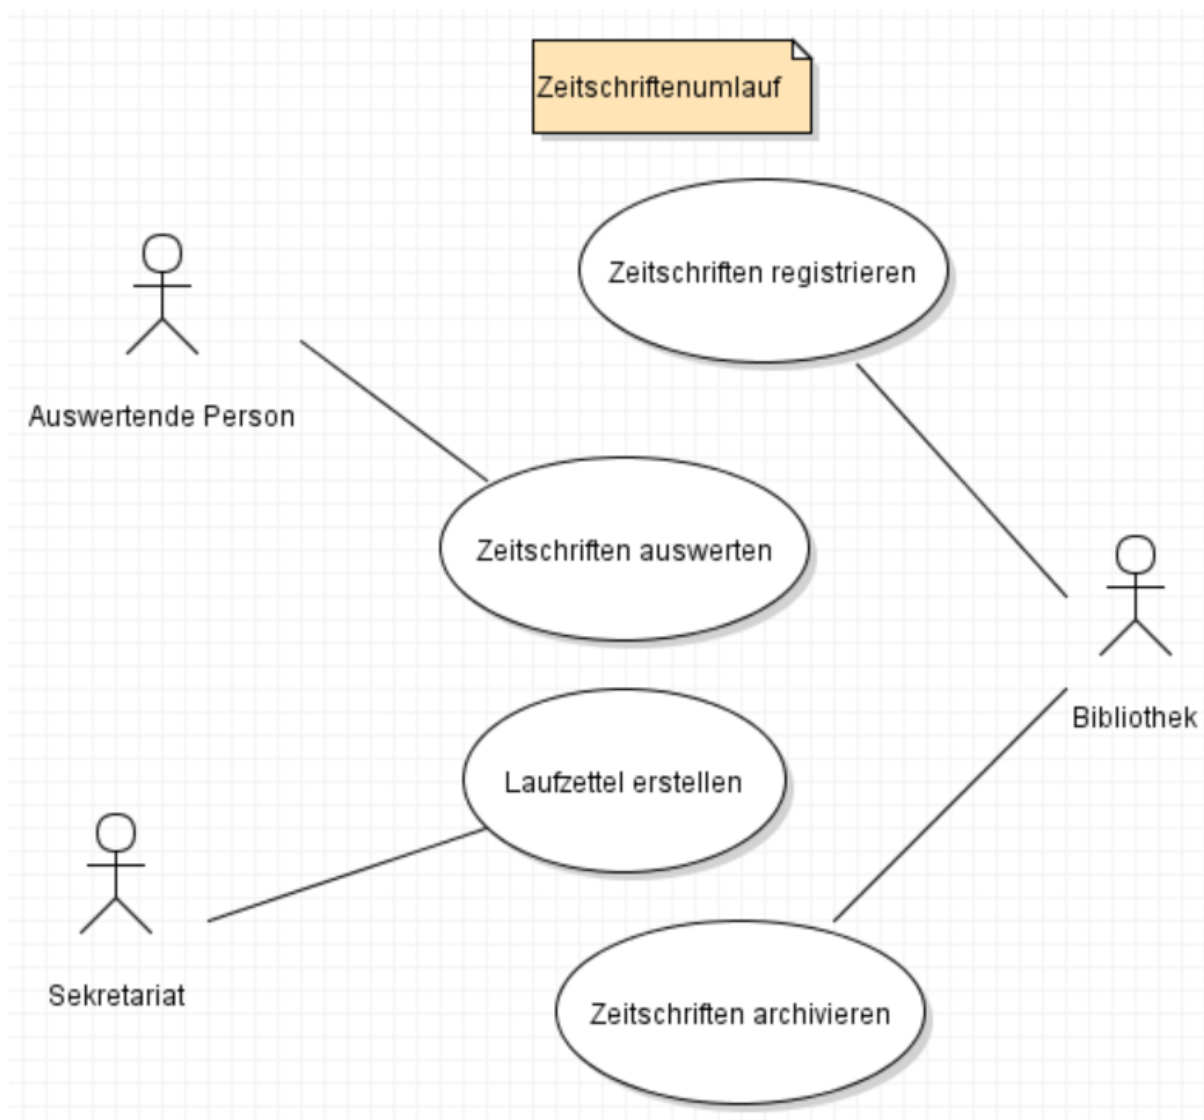 Zeitschriftenumlauf
Zeitschriften registrieren
Auswertende Person
Zeitschriften auswerten
Bibliothek
Laufzettel erstellen
Sekretariat
Zeitschriften archivieren